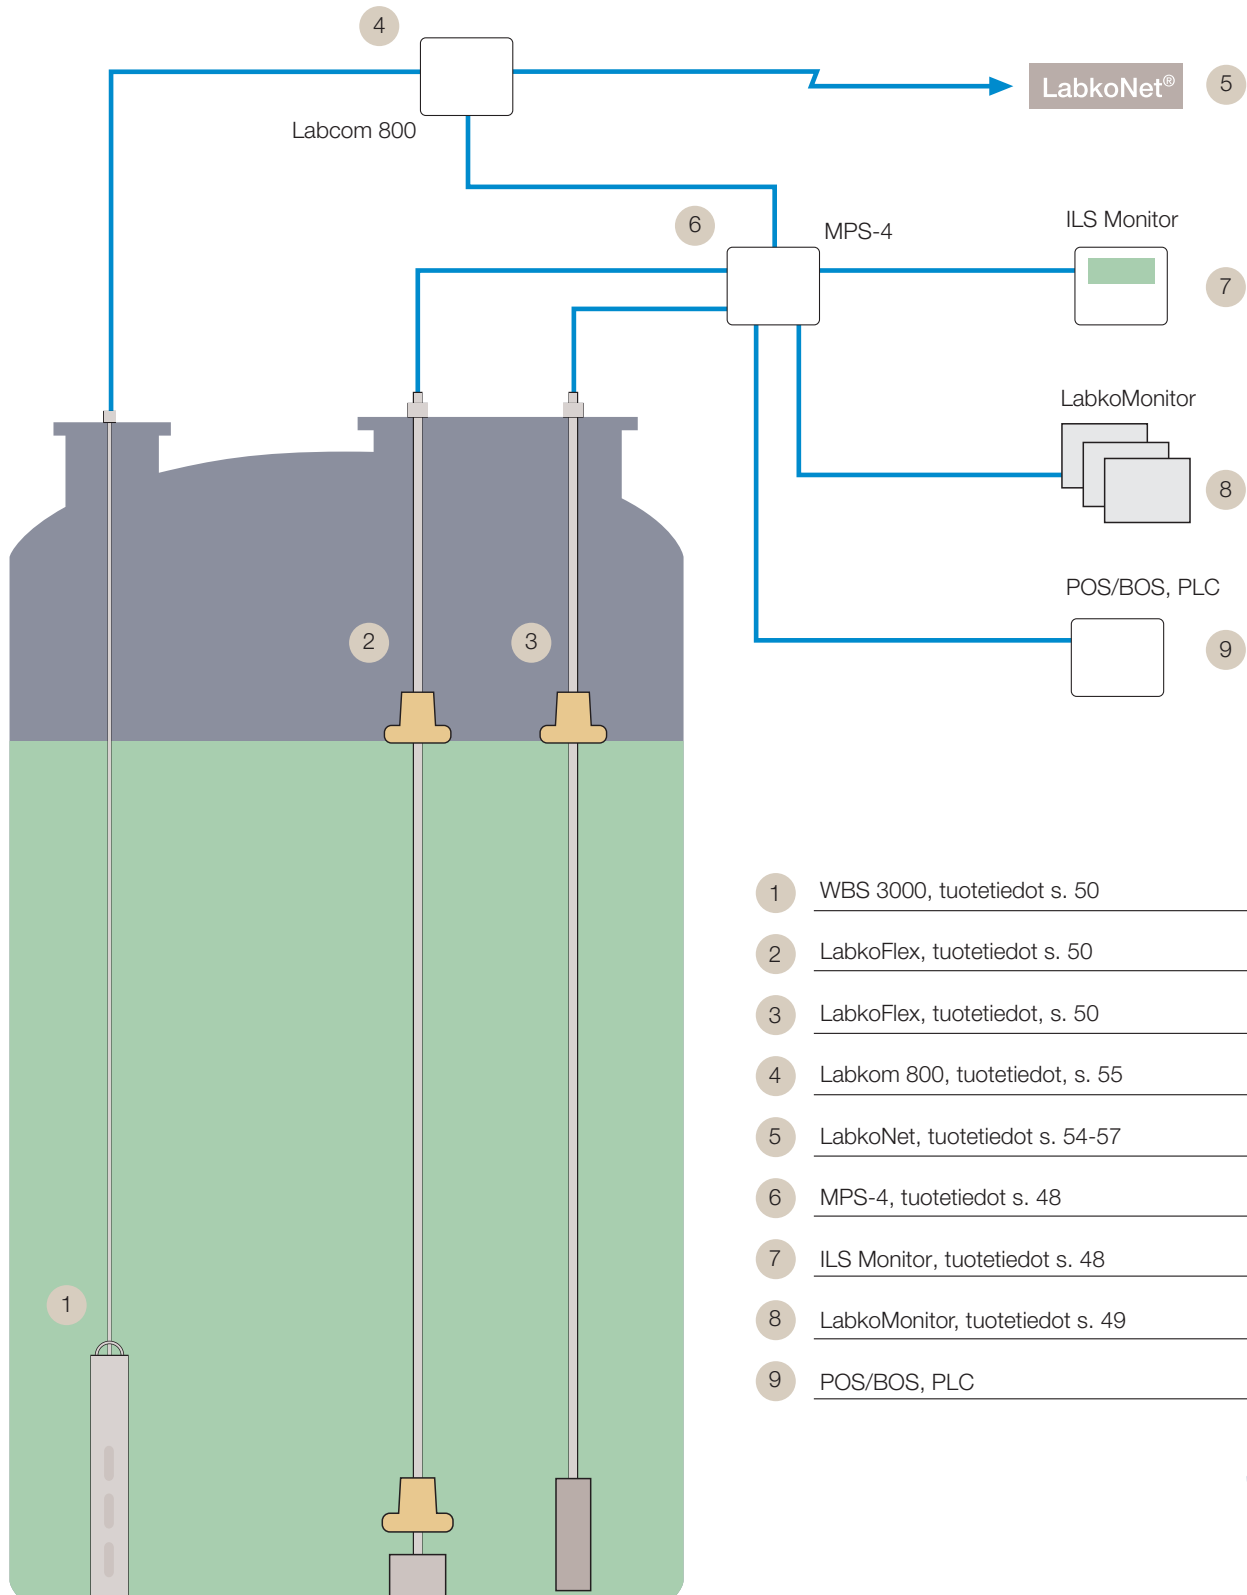 4
LabkoNet®
5
Labcom 800
6
MPS-4
ILS Monitor
7
LabkoMonitor
8
POS/BOS, PLC
9
2
3
1
1 WBS 3000, tuotetiedot s. 50
2 LabkoFlex, tuotetiedot s. 50
3 LabkoFlex, tuotetiedot, s. 50
4 Labkom 800, tuotetiedot, s. 55
5 LabkoNet, tuotetiedot s. 54-57
6 MPS-4, tuotetiedot s. 48
7 ILS Monitor, tuotetiedot s. 48
8 LabkoMonitor, tuotetiedot s. 49
9 POS/BOS, PLC